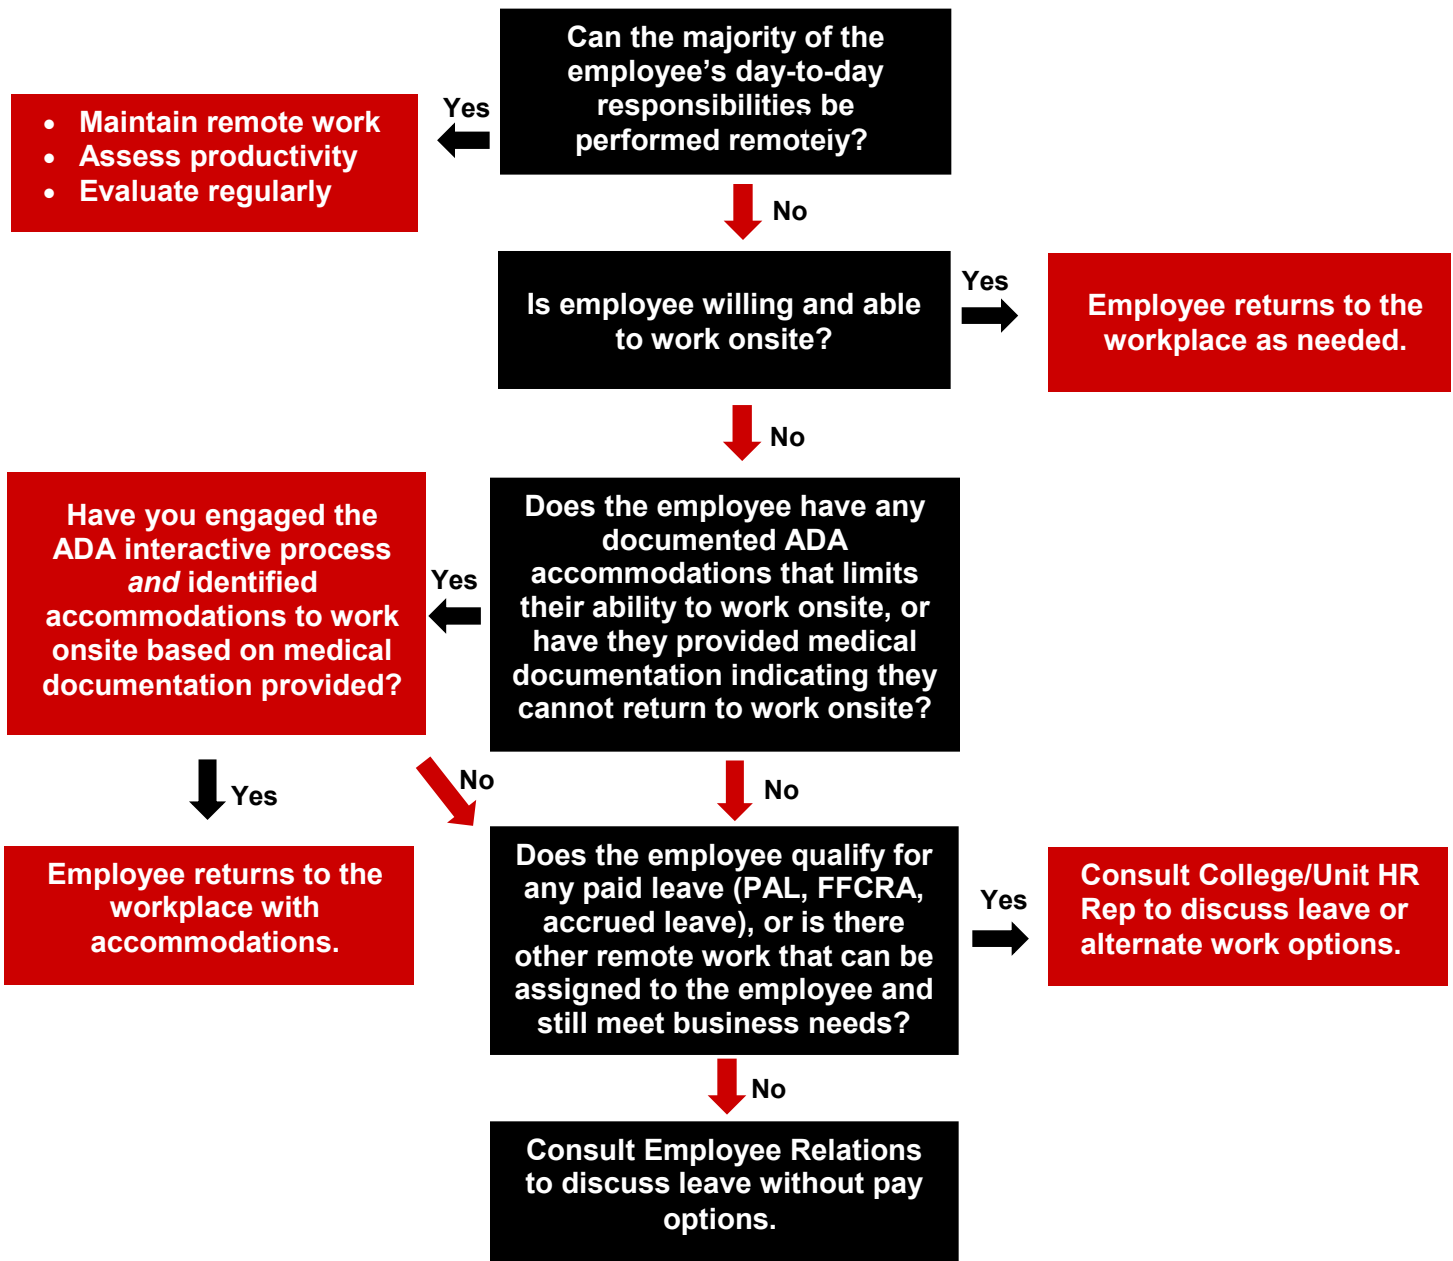 Can the majority of the
employee’s day-to-day
responsibilities be
performed remotely?
Yes
• Maintain remote work
• Assess productivity
• Evaluate regularly
No
Is employee willing and able
to work onsite?
Yes
Employee returns to the
workplace as needed.
No
Does the employee have any
documented ADA
accommodations that limits
their ability to work onsite, or
have they provided medical
documentation indicating they
cannot return to work onsite?
Yes
Have you engaged the
ADA interactive process
and identified
accommodations to work
onsite based on medical
documentation provided?
Yes
No
No
Employee returns to the
workplace with
accommodations.
Does the employee qualify for
any paid leave (PAL, FFCRA,
accrued leave), or is there
other remote work that can be
assigned to the employee and
still meet business needs?
Yes
Consult College/Unit HR
Rep to discuss leave or
alternate work options.
No
Consult Employee Relations
to discuss leave without pay
options.